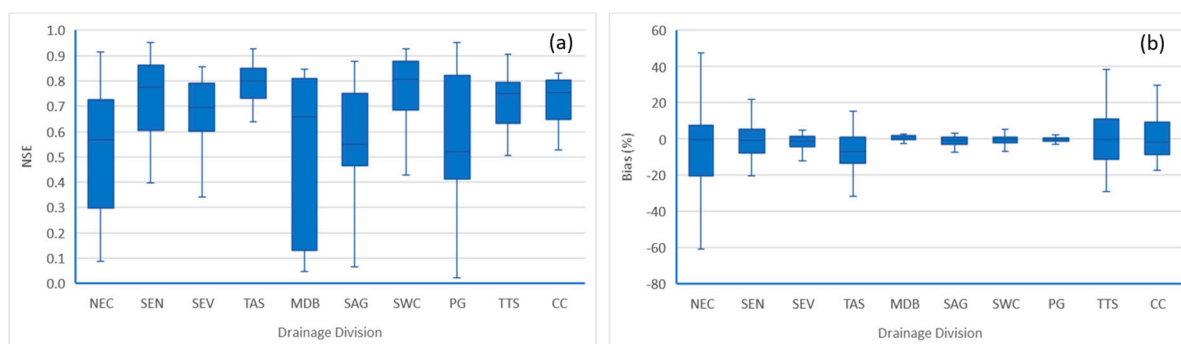 (a)
NSE
1.0
0.9
0.8
0.7
0.6
0.5
0.4
0.3
0.2
0.1
0.0
NEC SEN SEV TAS MDB SAG SWC PG TTS CC
Drainage Division
(b)
Bias (%)
60
40
20
0
-20
-40
-60
-80
NEC SEN SEV TAS MDB SAG SWC PG TTS CC
Drainage Division